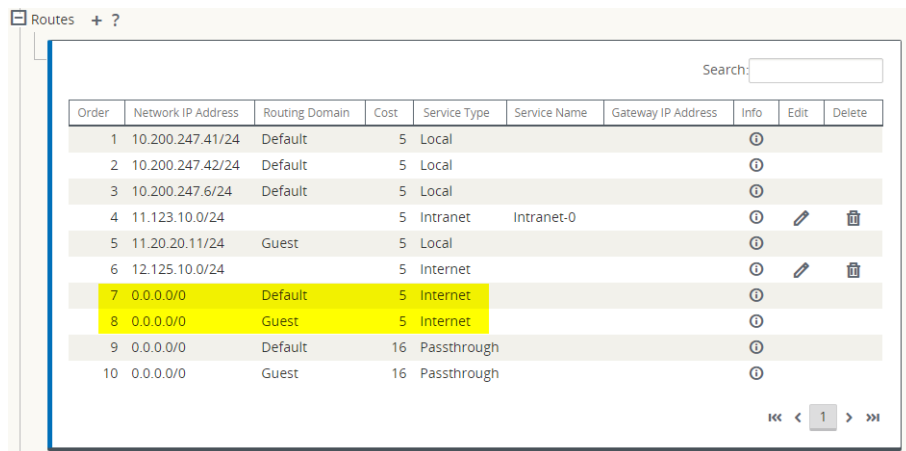 Routes + ?
Search:
Order Network IP Address Routing Domain Cost Service Type Service Name Gateway IP Address Info Edit Delete
1 10.200.247.41/24 Default 5 Local
2 10.200.247.42/24 Default 5 Local
3 10.200.247.6/24 Default 5 Local
4 11.123.10.0/24 5 Intranet Intranet-0
5 11.20.20.11/24 Guest 5 Local
6 12.125.10.0/24 5 Internet
7 0.0.0.0/0 Default 5 Internet
8 0.0.0.0/0 Guest 5 Internet
9 0.0.0.0/0 Default 16 Passthrough
10 0.0.0.0/0 Guest 16 Passthrough
1